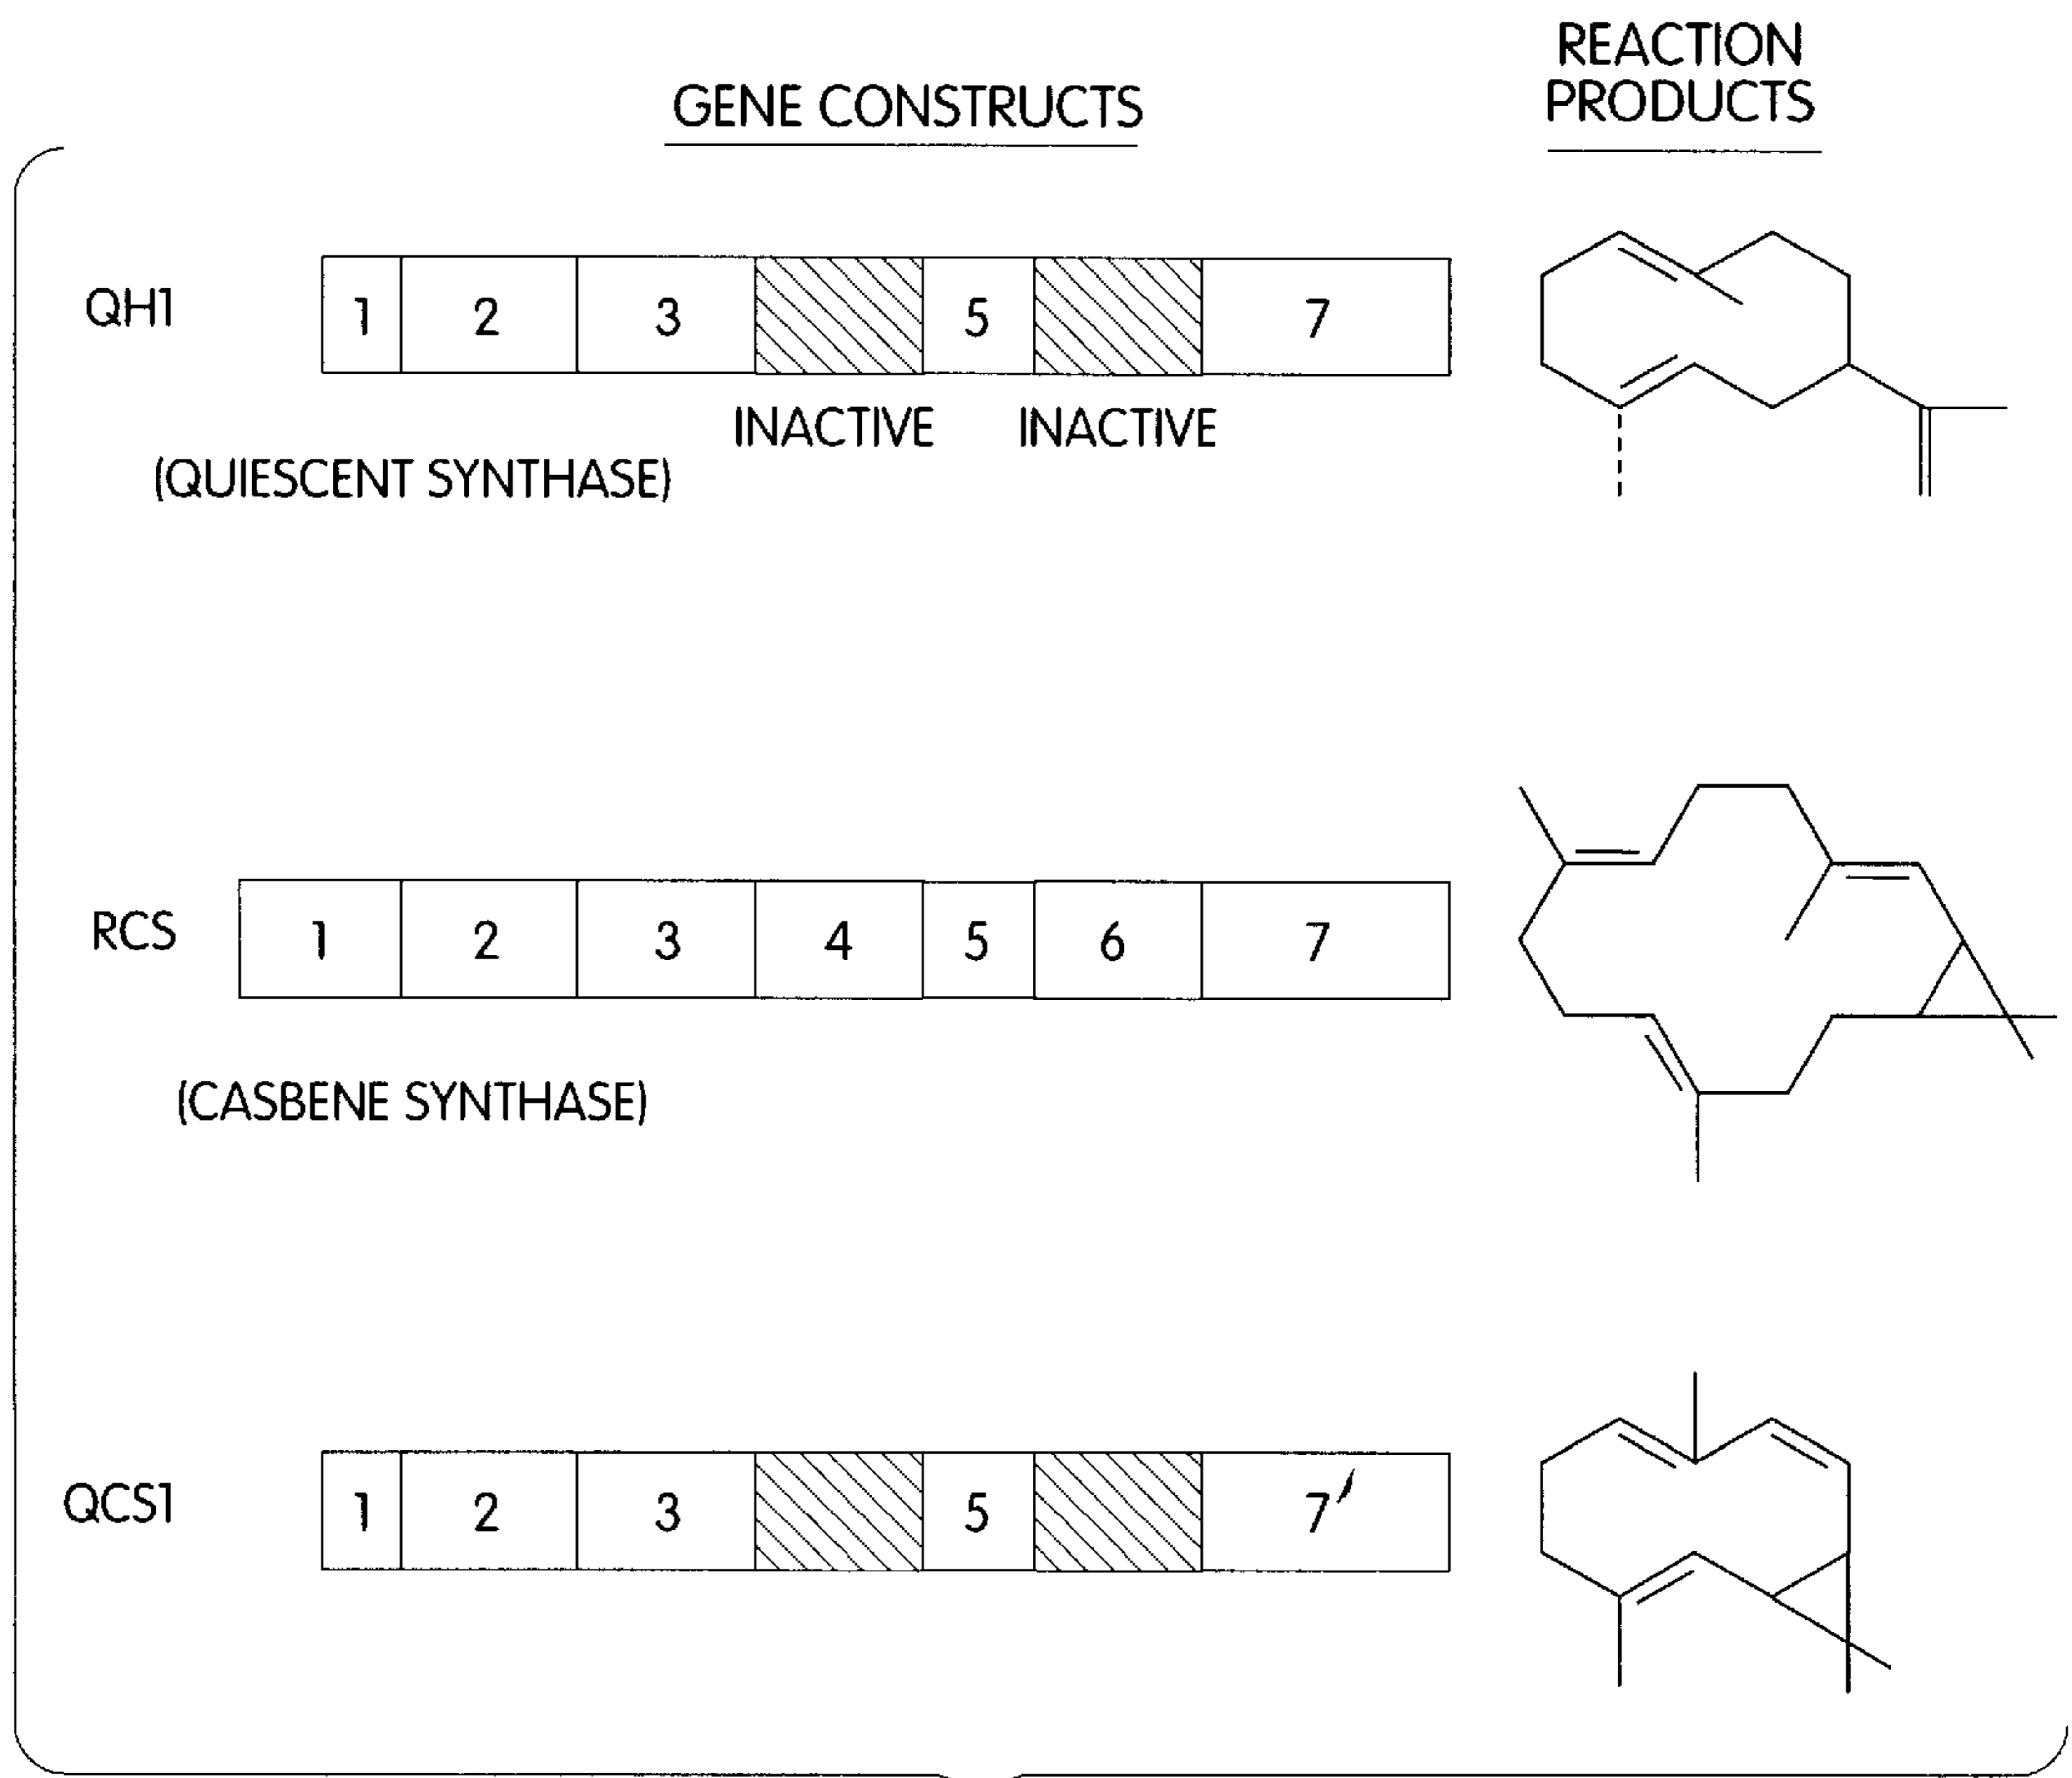 GENE CONSTRUCTS
REACTION
PRODUCTS
QH1
1 2 3 5 7
INACTIVE INACTIVE
(QUIESCENT SYNTHASE)
RCS
1 2 3 4 5 6 7
(CASBENE SYNTHASE)
QCS1
1 2 3 5 7′